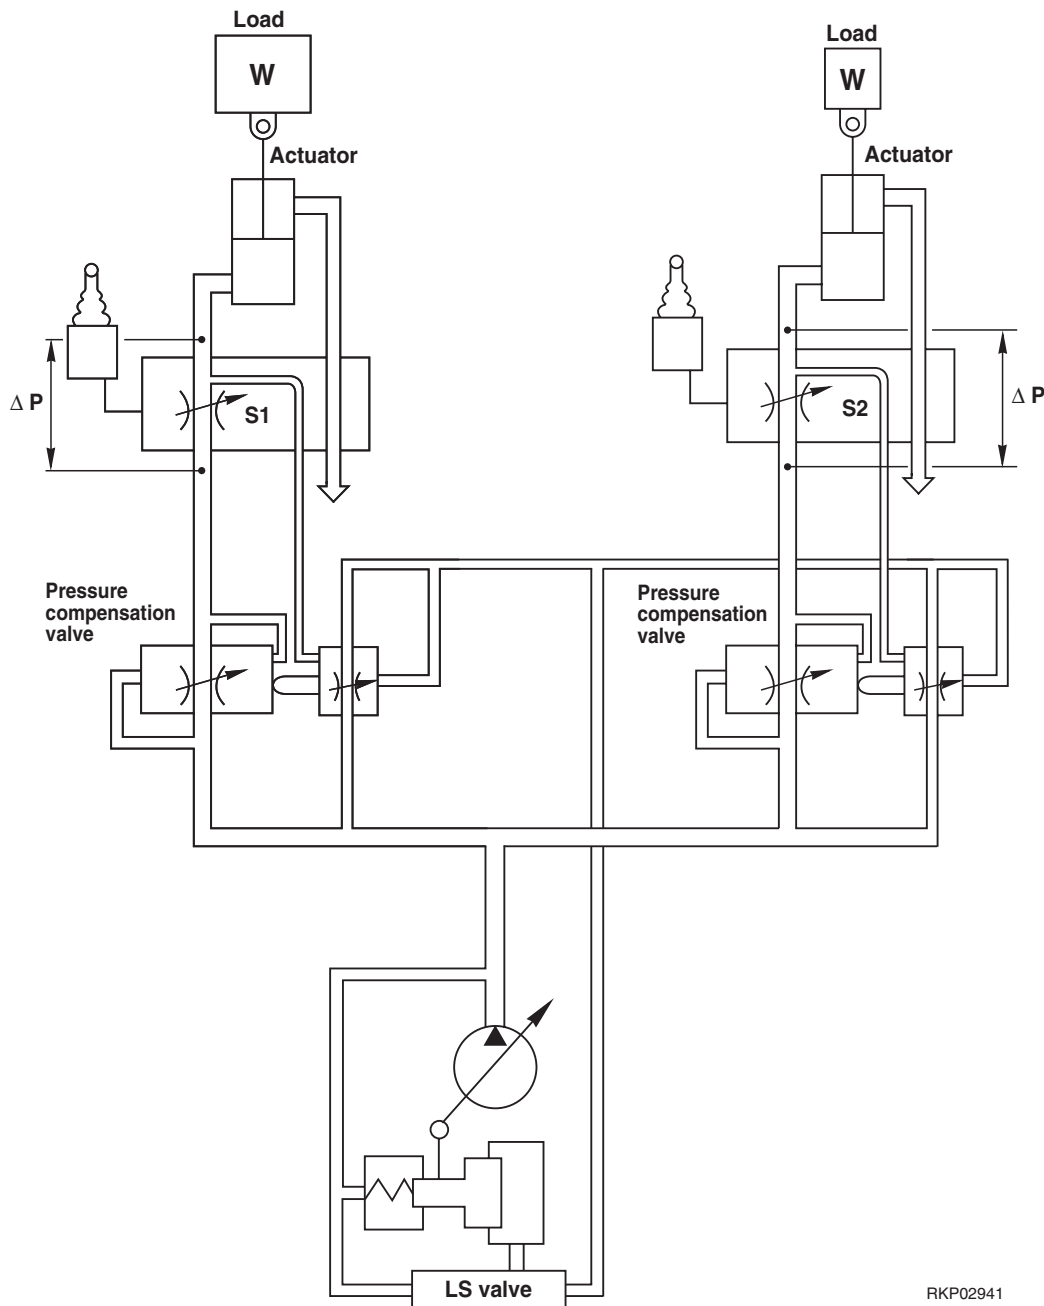 Load
W
Actuator
Load
W
Actuator
Δ P
S1
S2
Δ P
Pressure
compensation
valve
Pressure
compensation
valve
LS valve
RKP02941